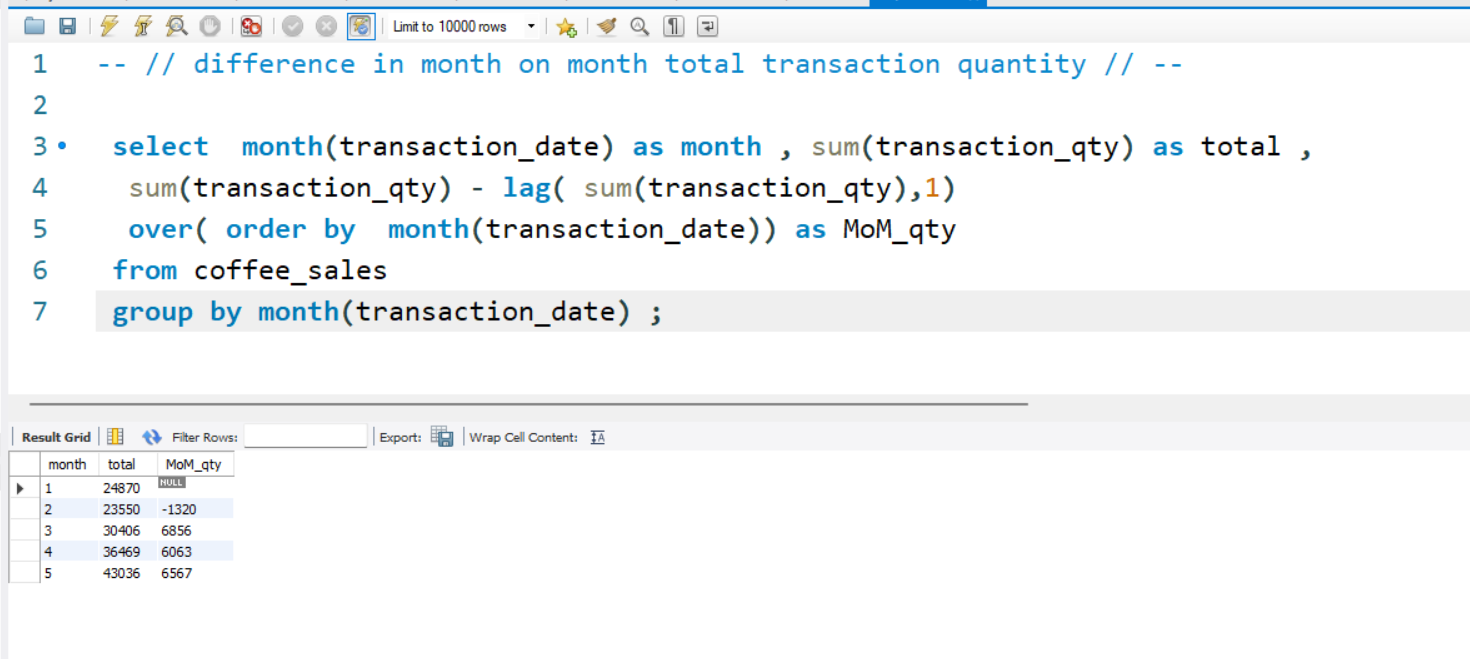 Limit to 10000 rows
1 -- // difference in month on month total transaction quantity // --
2
3 select month(transaction_date) as month , sum(transaction_qty) as total ,
4 sum(transaction_qty) - lag( sum(transaction_qty),1)
5 over( order by month(transaction_date)) as MoM_qty
6 from coffee_sales
7 group by month(transaction_date) ;
Result Grid Filter Rows: Export: Wrap Cell Content: IA
month total MoM_qty
1 24870 NULL
2 23550 -1320
3 30406 6856
4 36469 6063
5 43036 6567